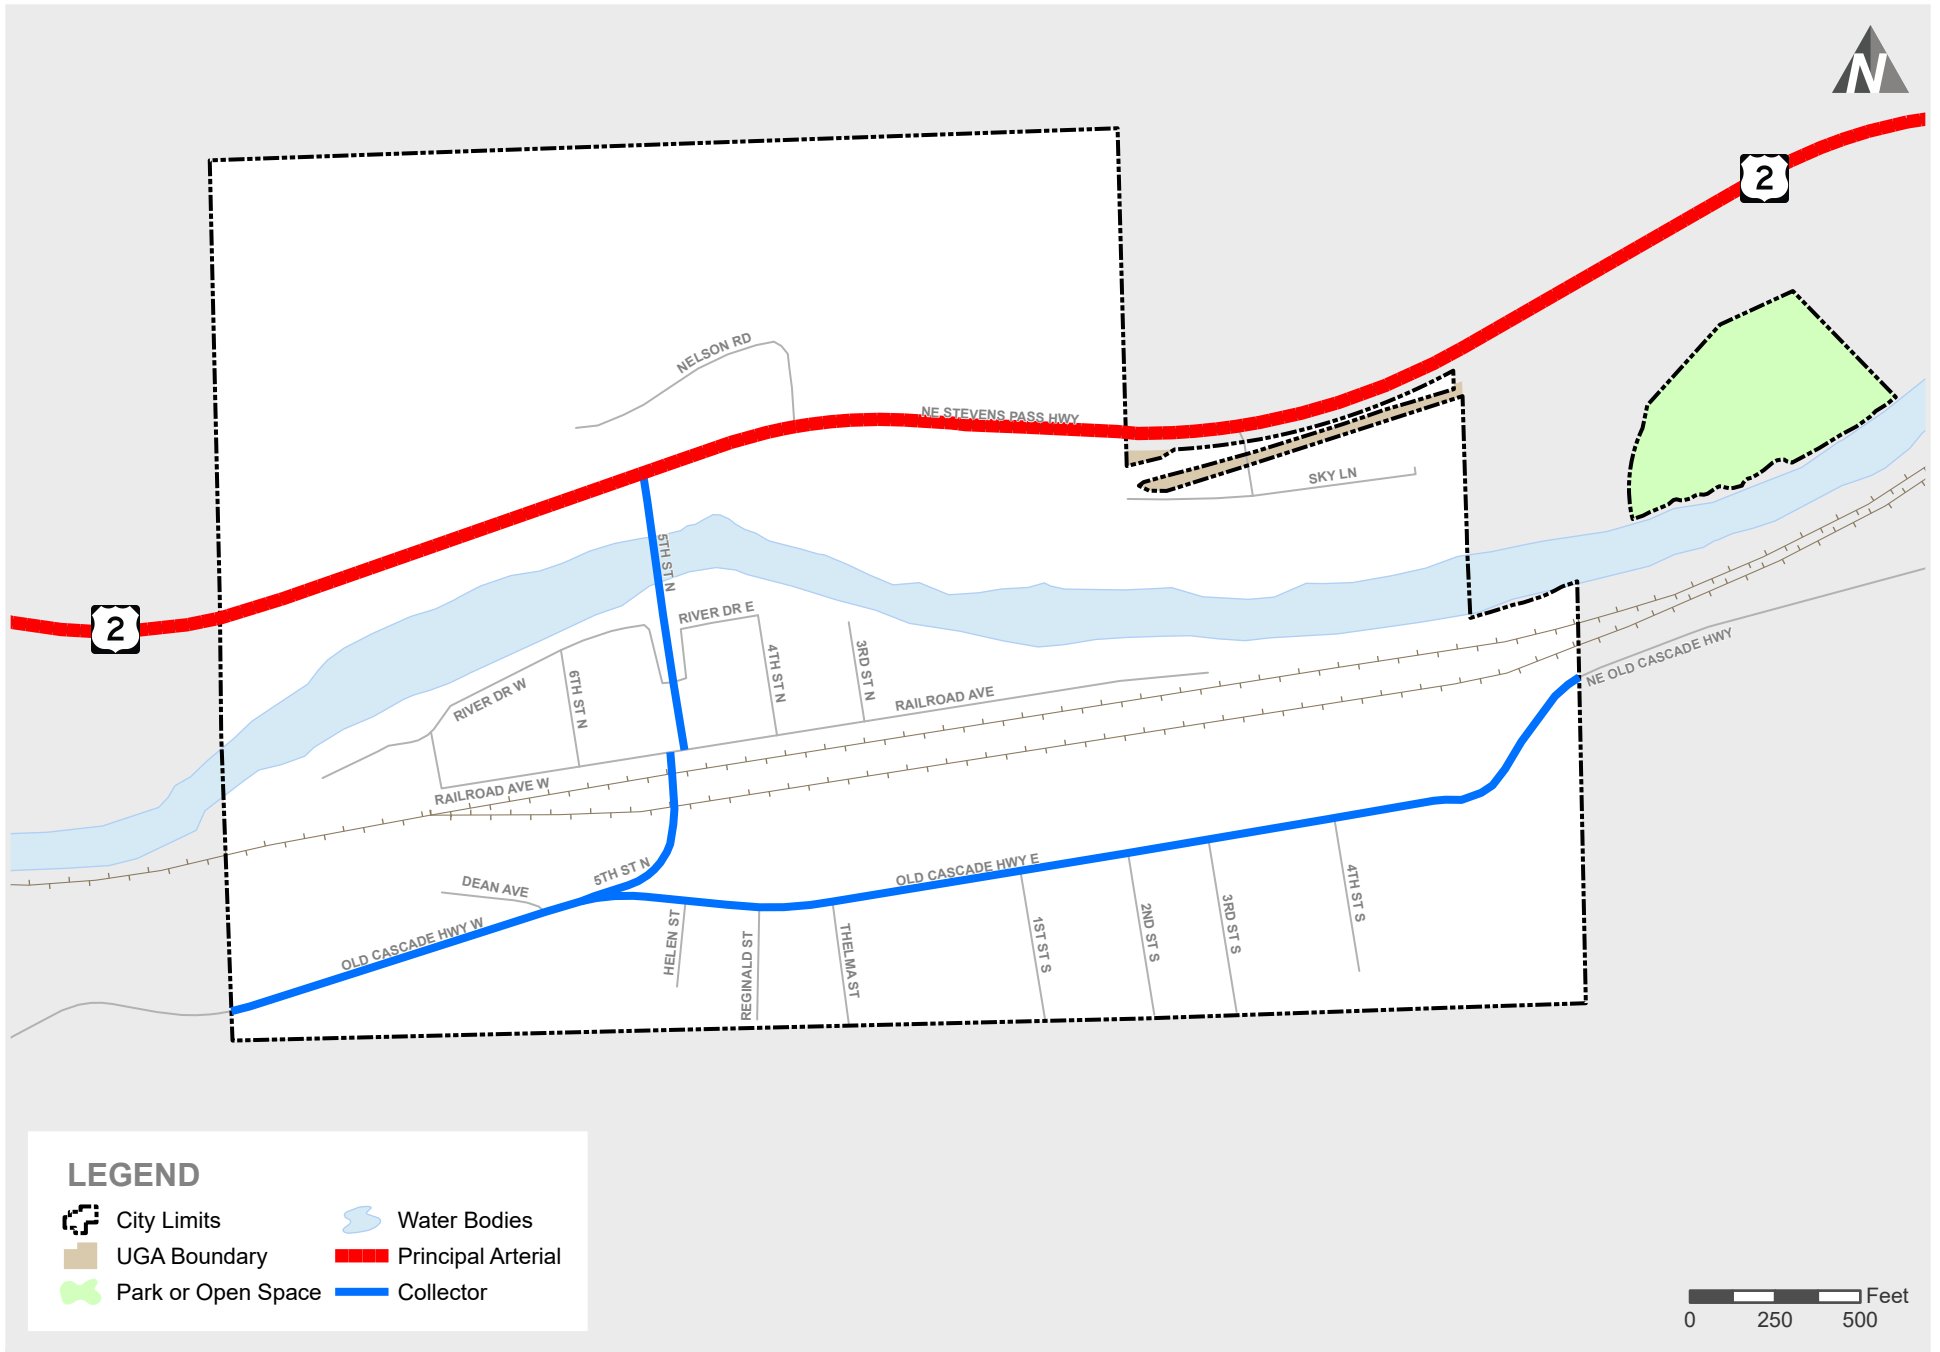 N
2
NELSON RD
NE STEVENS PASS HWY
SKY LN
5TH ST N
2
RIVER DR E
3RD ST N
4TH ST N
6TH ST N
RIVER DR W
RAILROAD AVE
NE OLD CASCADE HWY
RAILROAD AVE W
5TH ST N
OLD CASCADE HWY E
DEAN AVE
4TH ST S
OLD CASCADE HWY W
HELEN ST
REGINALD ST
THELMA ST
1ST ST S
2ND ST S
3RD ST S
LEGEND
City Limits
UGA Boundary
Park or Open Space
Water Bodies
Principal Arterial
Collector
Feet
0 250 500